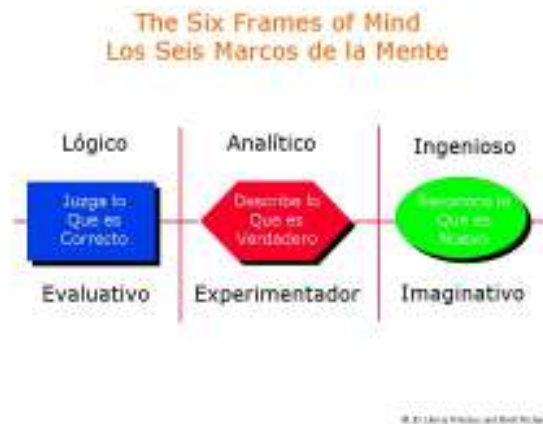 The Six Frames of Mind
Los Seis Marcos de la Mente
Lógico
Analítico
Ingenioso
Juzga lo
Que es
Correcto
Describe lo
Que es
Verdadero
Que es
Nuevo
Evaluativo
Experimentador
Imaginativo